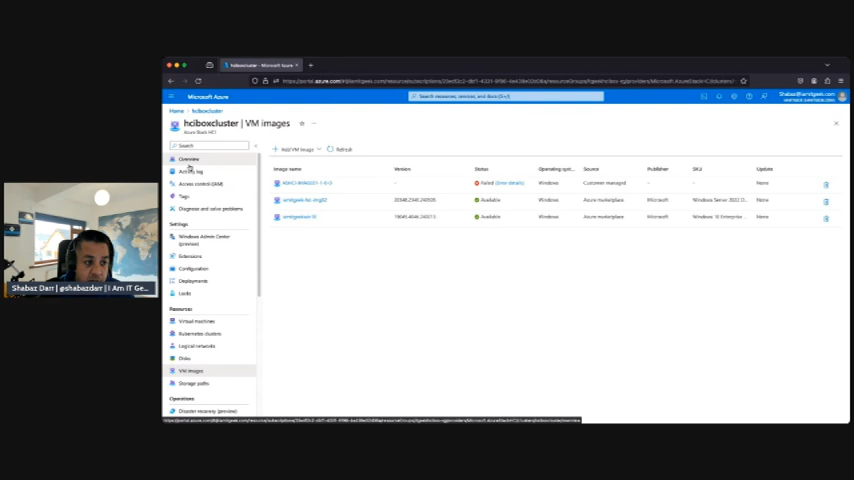 hciboxcluster - Microsoft Azure
Microsoft Azure
Search resources, services, and docs (G+/)
Home > hciboxcluster
hciboxcluster | VM images
Azure Stack HCI
Search
Add VM image
Refresh
Overview
Activity log
Access control (IAM)
Tags
Diagnose and solve problems
Settings
Windows Admin Center (preview)
Extensions
Configuration
Deployments
Locks
Resources
Virtual machines
Kubernetes clusters
Logical networks
Disks
VM images
Storage paths
Operations
Disaster recovery (preview)
Image name Version Status Operating syst... Source Publisher SKU Update
- Failed (Error details) Windows Customer managed - - None
Available Windows Azure marketplace Microsoft Windows Server 2022 D... None
Available Windows Azure marketplace Microsoft Windows 10 Enterprise ... None
Shabaz Darr | @shabazdarr | I Am IT Ge...